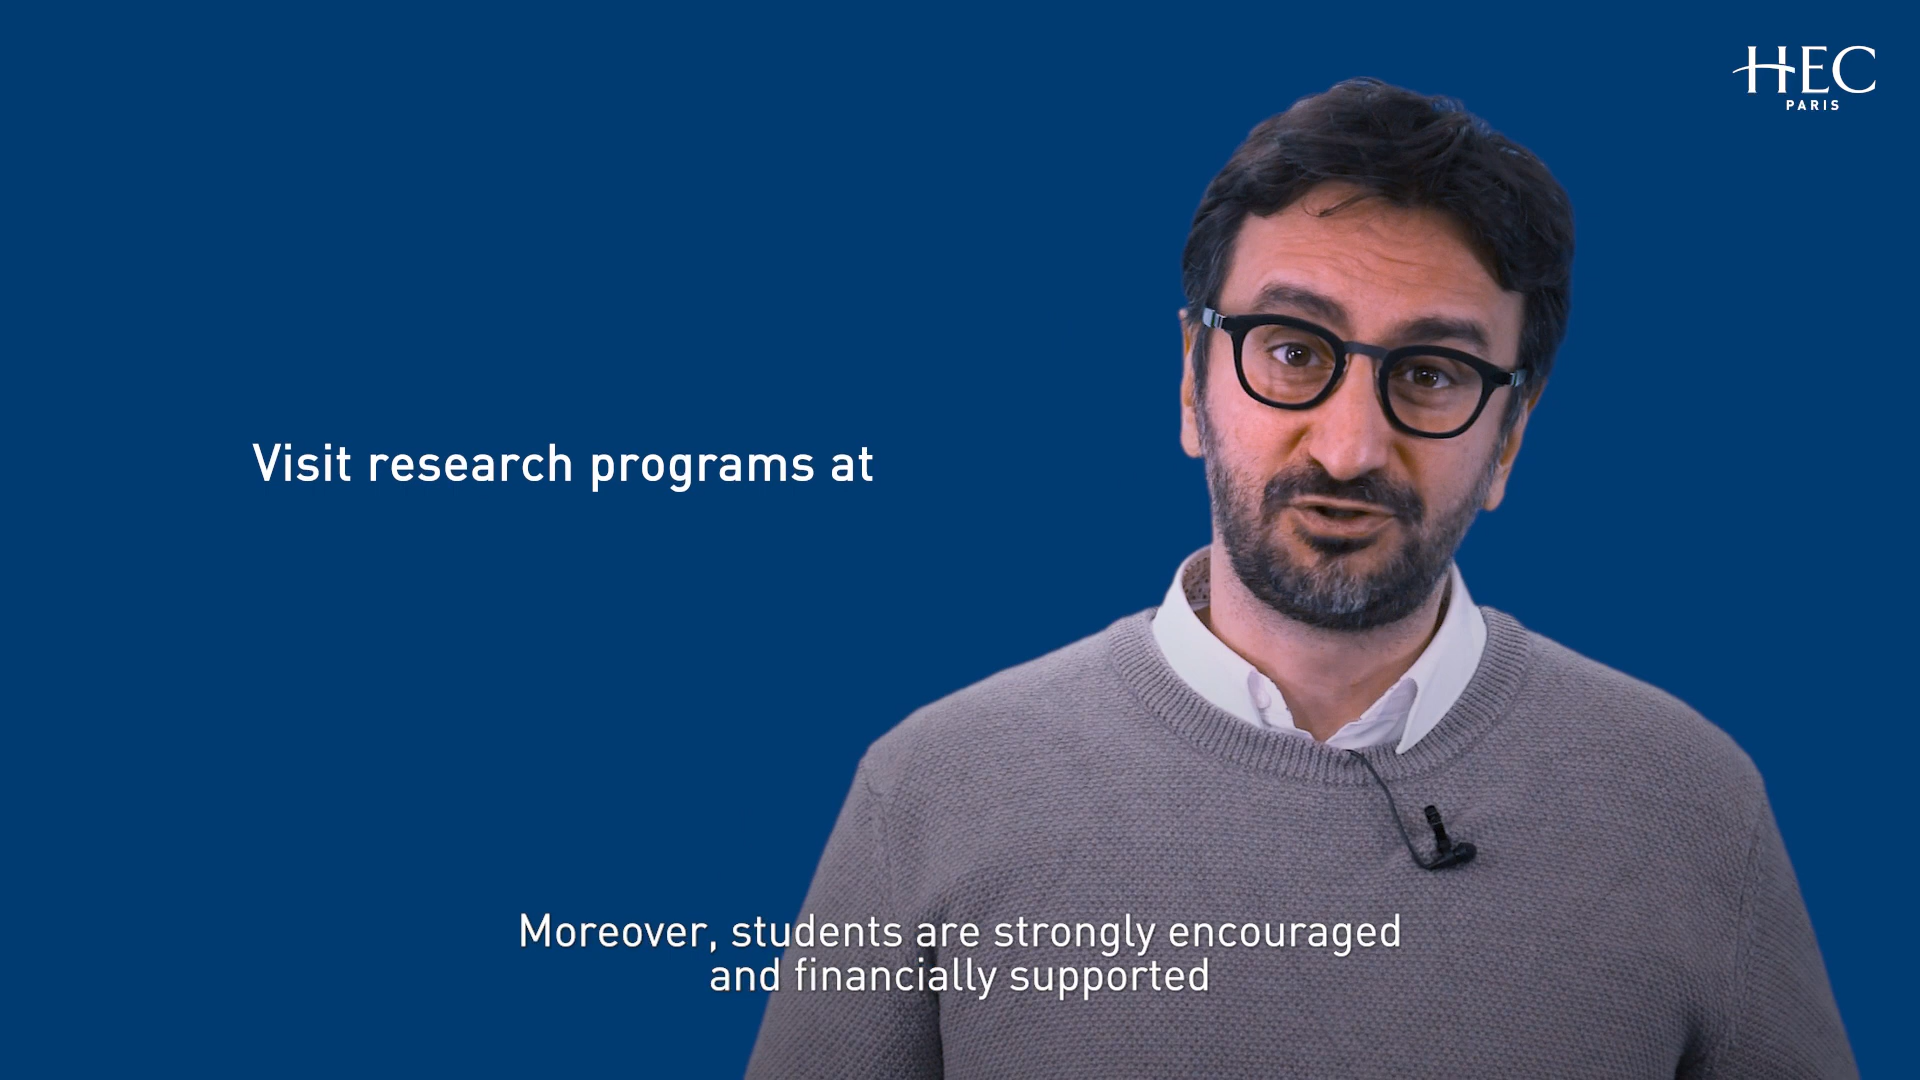 HEC
PARIS
Visit research programs at
Moreover, students are strongly encouraged
and financially supported